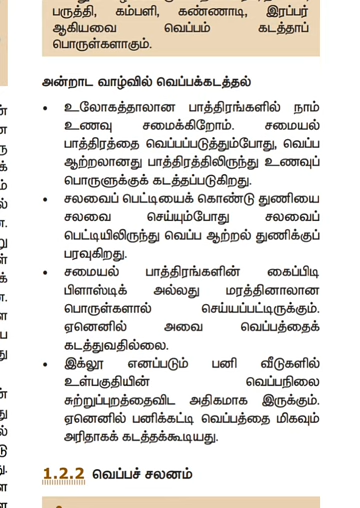 பருத்தி, கம்பளி, கண்ணாடி, இரப்பர்
ஆகியவை வெப்பம் கடத்தாப்
பொருள்களாகும்.
அன்றாட வாழ்வில் வெப்பக்கடத்தல்
• உலோகத்தாலான பாத்திரங்களில் நாம்
உணவு சமைக்கிறோம். சமையல்
பாத்திரத்தை வெப்பப்படுத்தும்போது, வெப்ப
ஆற்றலானது பாத்திரத்திலிருந்து உணவுப்
பொருளுக்குக் கடத்தப்படுகிறது.
• சலவைப் பெட்டியைக் கொண்டு துணியை
சலவை செய்யும்போது சலவைப்
பெட்டியிலிருந்து வெப்ப ஆற்றல் துணிக்குப்
பரவுகிறது.
• சமையல் பாத்திரங்களின் கைப்பிடி
பிளாஸ்டிக் அல்லது மரத்தினாலான
பொருள்களால் செய்யப்பட்டிருக்கும்.
ஏனெனில் அவை வெப்பத்தைக்
கடத்துவதில்லை.
• இக்லூ எனப்படும் பனி வீடுகளில்
உள்பகுதியின் வெப்பநிலை
சுற்றுப்புறத்தைவிட அதிகமாக இருக்கும்.
ஏனெனில் பனிக்கட்டி வெப்பத்தை மிகவும்
அரிதாகக் கடத்தக்கூடியது.
1.2.2 வெப்பச் சலனம்